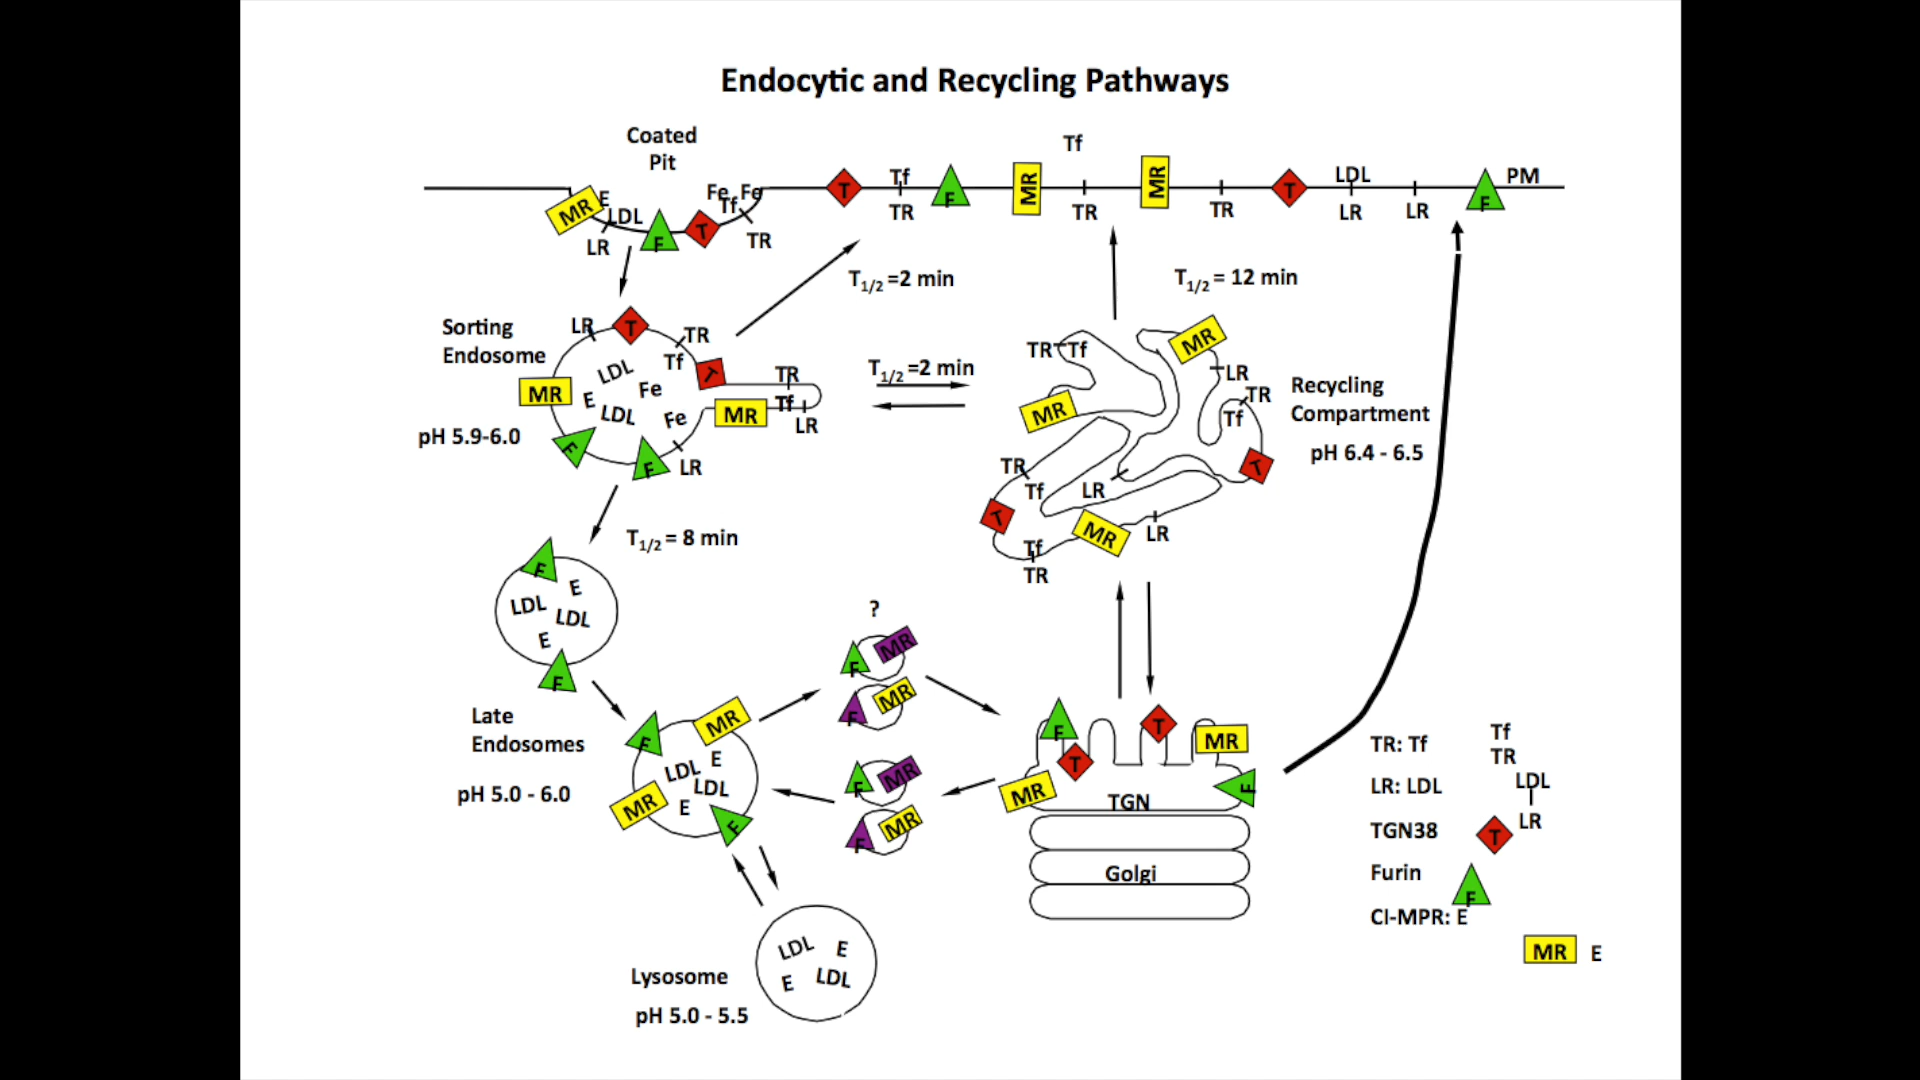 Endocytic and Recycling Pathways
Coated
Pit
Tf
MR
E
LDL
LR
F
T
Fe Fe
Tf
TR
T
Tf
TR
F
MR
TR
MR
TR
T
LDL
LR
LR
F
PM
T1/2 =2 min
T1/2 = 12 min
Sorting
Endosome
pH 5.9-6.0
LR
T
TR
Tf
T
TR
LDL
Fe
MR
E
LDL
Fe
MR
Tf
LR
F
F
LR
T1/2 =2 min
TR Tf
MR
LR
TR
Tf
MR
TR
Tf
LR
T
T
MR
LR
Tf
TR
Recycling
Compartment
pH 6.4 - 6.5
T1/2 = 8 min
F
E
LDL
LDL
E
F
?
F
MR
F
MR
Late
Endosomes
pH 5.0 - 6.0
F
MR
E
LDL
LDL
MR
E
F
F
MR
F
MR
F
T
T
MR
MR
F
TGN
Golgi
Lysosome
pH 5.0 - 5.5
LDL
E
E
LDL
TR: Tf
Tf
TR
LR: LDL
LDL
LR
TGN38
T
Furin
F
CI-MPR: E
MR
E